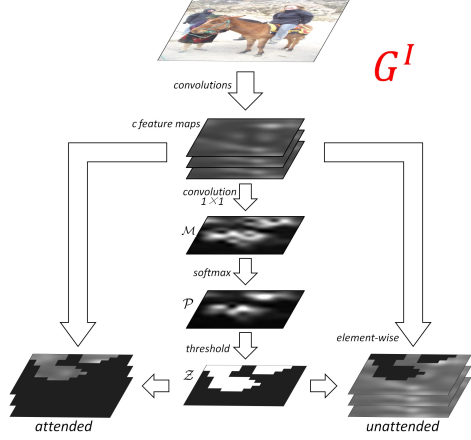 G^I
convolutions
c feature maps
convolution
1×1
ℳ
softmax
𝒫
threshold
element-wise
𝒵
attended
unattended